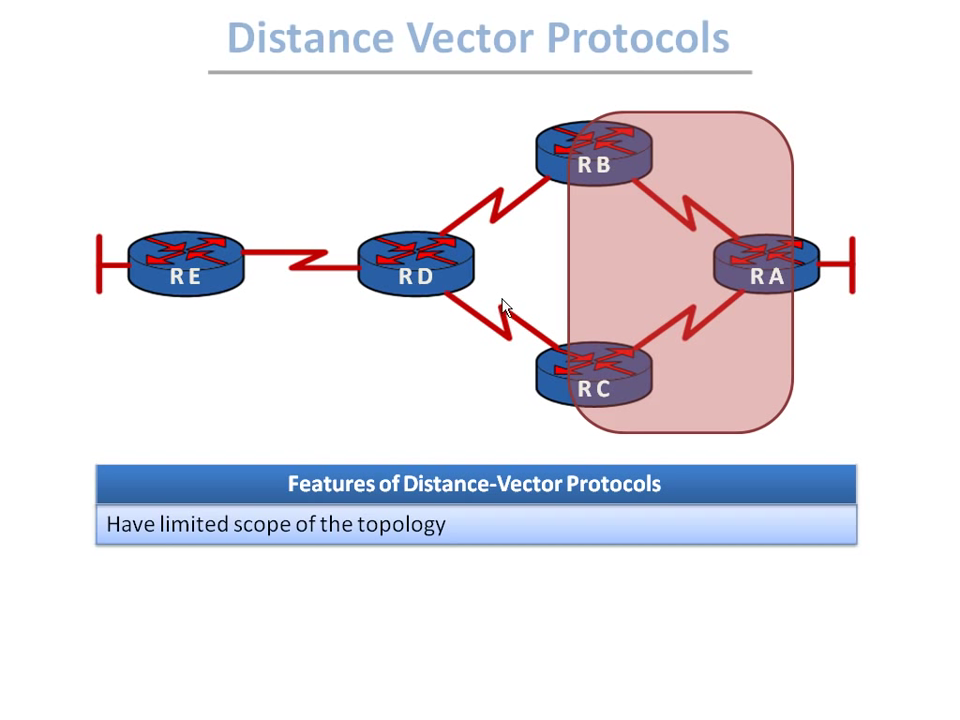 Distance Vector Protocols
R B
R E
R D
R A
R C
Features of Distance-Vector Protocols
Have limited scope of the topology